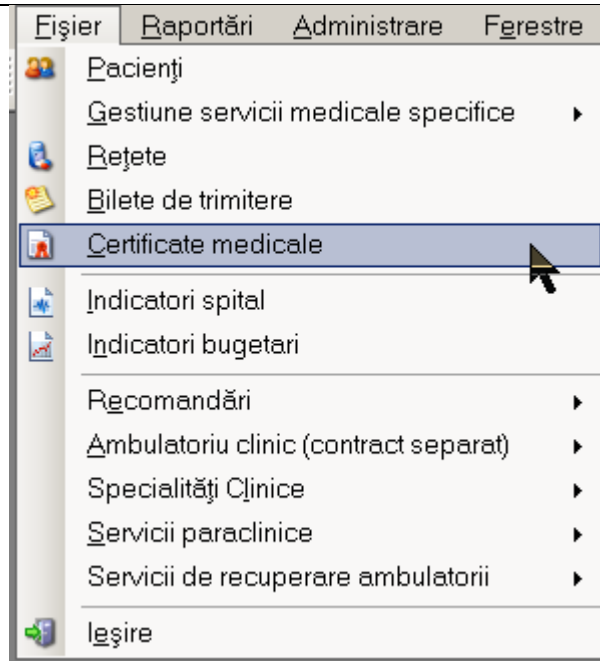 Fişier Raportări Administrare Ferestre
Pacienţi
Gestiune servicii medicale specifice
Reţete
Bilete de trimitere
Certificate medicale
Indicatori spital
Indicatori bugetari
Recomandări
Ambulatoriu clinic (contract separat)
Specialităţi Clinice
Servicii paraclinice
Servicii de recuperare ambulatorii
Ieşire